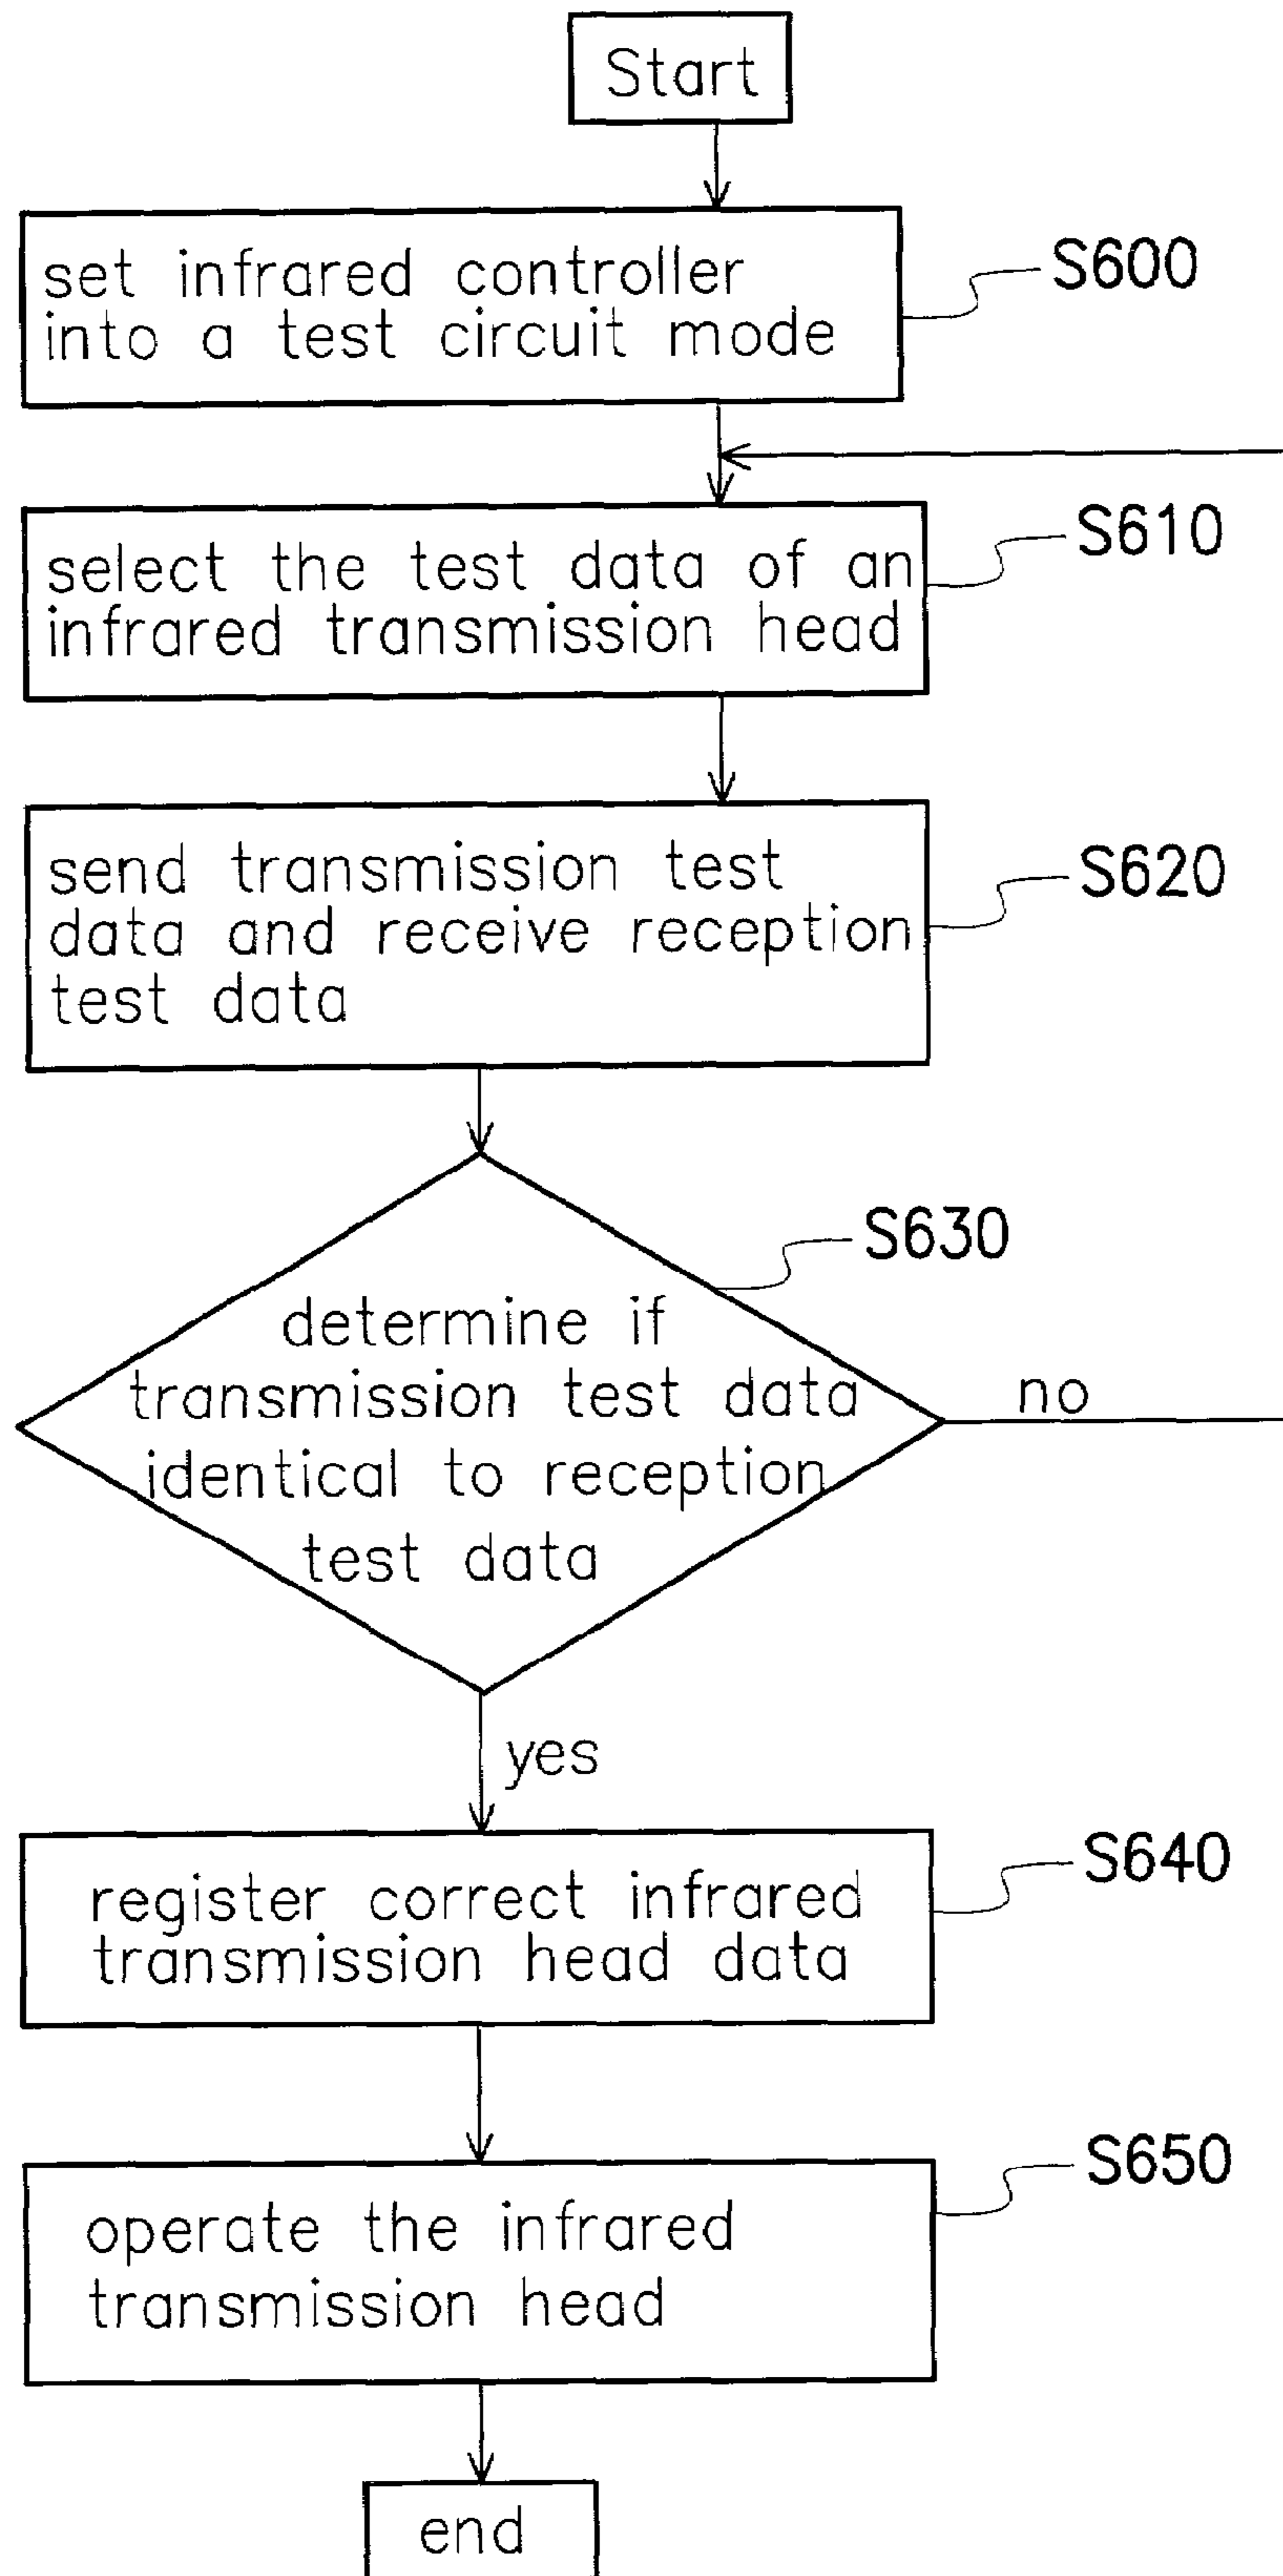 Start
set infrared controller
into a test circuit mode
S600
select the test data of an
infrared transmission head
S610
send transmission test
data and receive reception
test data
S620
determine if
transmission test data
identical to reception
test data
S630
no
yes
register correct infrared
transmission head data
S640
operate the infrared
transmission head
S650
end